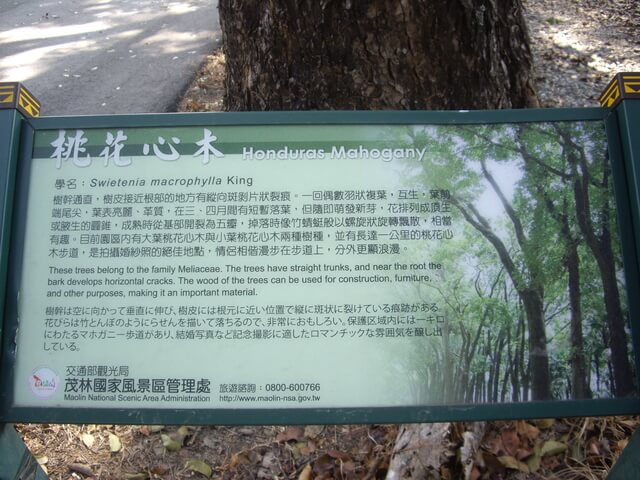 桃花心木 Honduras Mahogany
學名：Swietenia macrophylla King
樹幹通直，樹皮接近根部的地方有縱向斑剝片狀裂痕。一回偶數羽狀複葉，互生，葉前
端尾尖，葉表亮麗、革質，在三、四月間有短暫落葉，但隨即萌發新芽，花排列成頂生
或腋生的圓錐，成熟時從基部開裂為五瓣，掉落時像竹蜻蜓般以螺旋狀旋轉飄散，相當
有趣。目前園區內有大葉桃花心木與小葉桃花心木兩種樹種，並有長達一公里的桃花心
木步道，是拍攝婚紗照的絕佳地點，情侶相偕漫步在步道上，分外更顯浪漫。
These trees belong to the family Meliaceae. The trees have straight trunks, and near the root the
bark develops horizontal cracks. The wood of the trees can be used for construction, furniture,
and other purposes, making it an important material.
樹幹は空に向かって垂直に伸び、樹皮には根元に近い位置で縱に斑状に裂けている痕跡がある。
花びらは竹とんぼのようにらせんを描いて落ちるので、非常におもしろい。保護区域内には一キロ
にわたるマホガニー歩道があり、結婚写真など記念撮影に適したロマンチックな雰囲気を醸し出
している。
交通部觀光局
茂林國家風景區管理處 旅遊諮詢：0800-600766
Maolin National Scenic Area Administration http://www.maolin-nsa.gov.tw